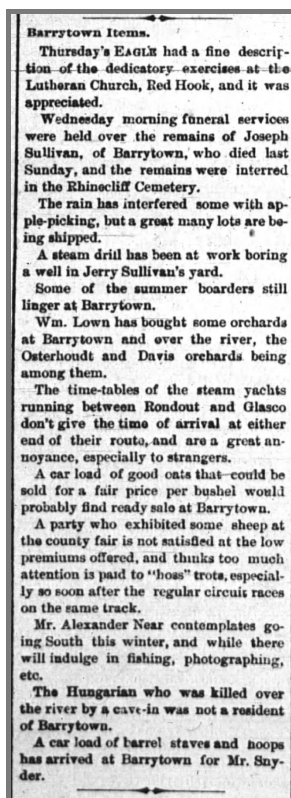 Barrytown Items.
Thursday's EAGLE had a fine descrip-
tion of the dedicatory exercises at the
Lutheran Church, Red Hook, and it was
appreciated.
Wednesday morning funeral services
were held over the remains of Joseph
Sullivan, of Barrytown, who died last
Sunday, and the remains were interred
in the Rhinecliff Cemetery.
The rain has interfered some with ap-
ple-picking, but a great many lots are be-
ing shipped.
A steam drill has been at work boring
a well in Jerry Sullivan's yard.
Some of the summer boarders still
linger at Barrytown.
Wm. Lown has bought some orchards
at Barrytown and over the river, the
Osterhoudt and Davis orchards being
among them.
The time-tables of the steam yachts
running between Rondout and Glasco
don't give the time of arrival at either
end of their route, and are a great an-
noyance, especially to strangers.
A car load of good oats that could be
sold for a fair price per bushel would
probably find ready sale at Barrytown.
A party who exhibited some sheep at
the county fair is not satisfied at the low
premiums offered, and thinks too much
attention is paid to "hoss" trots, especial-
ly so soon after the regular circuit races
on the same track.
Mr. Alexander Near contemplates go-
ing South this winter, and while there
will indulge in fishing, photographing,
etc.
The Hungarian who was killed over
the river by a cave-in was not a resident
of Barrytown.
A car load of barrel staves and hoops
has arrived at Barrytown for Mr. Sny-
der.